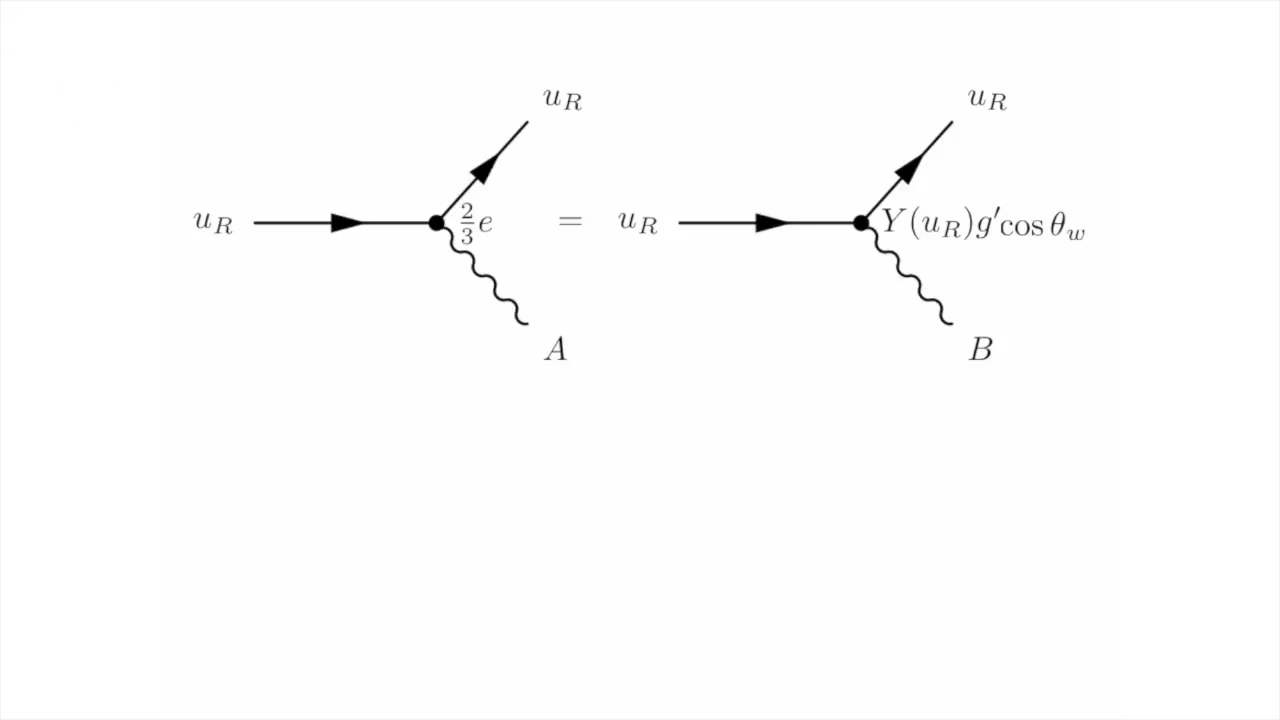 u_R u_R
u_R 2/3 e = u_R Y(u_R)g′cos θ_w
A B